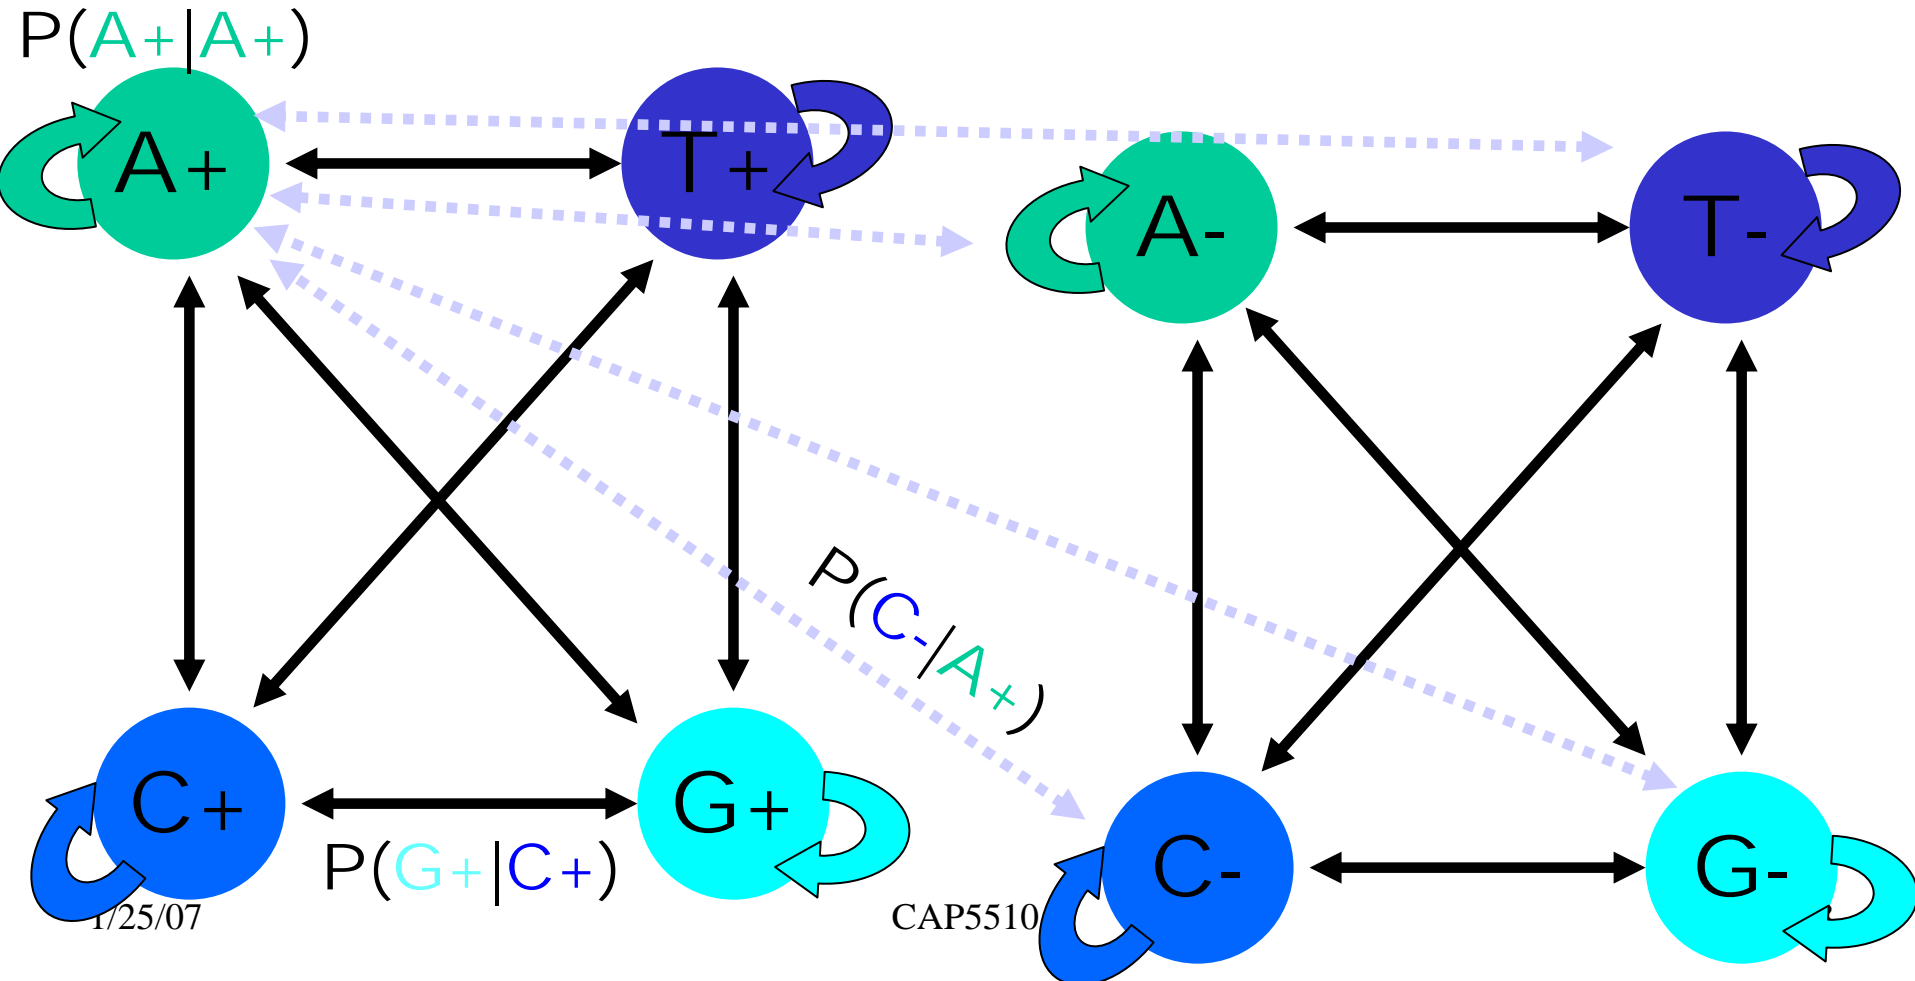 P(A+|A+)
A+
T+
A-
T-
P(C-|A+)
C+
G+
C-
G-
P(G+|C+)
1/25/07
CAP5510